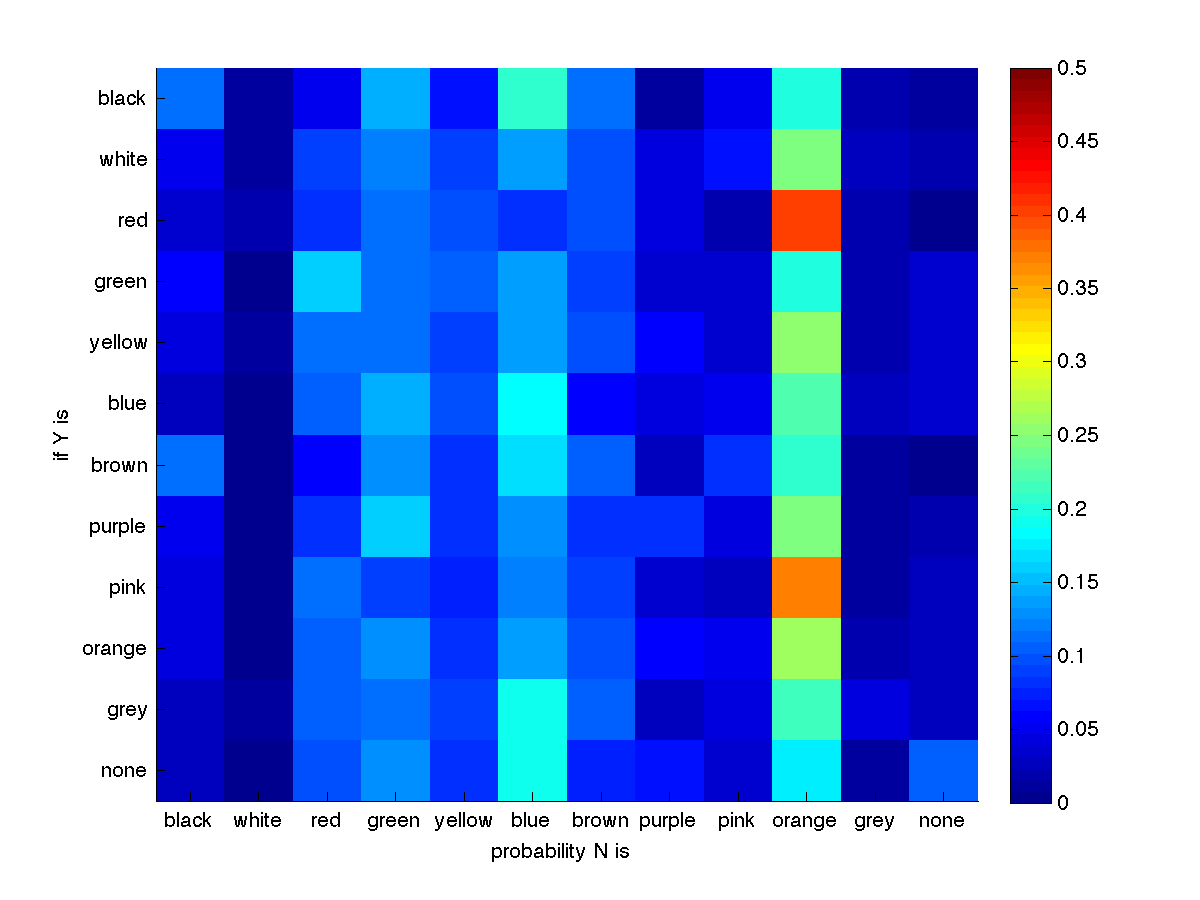 black
white
red
green
yellow
blue
brown
purple
pink
orange
grey
none
if Y is
black white red green yellow blue brown purple pink orange grey none
probability N is
0.5
0.45
0.4
0.35
0.3
0.25
0.2
0.15
0.1
0.05
0